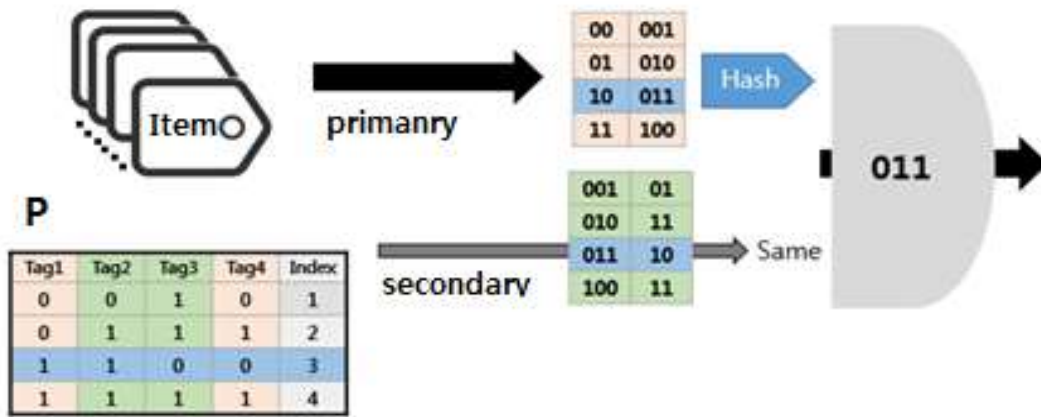 Item
primanry
00 001
01 010
10 011
11 100
Hash
011
P
secondary
001 01
010 11
011 10
100 11
Same
Tag1 Tag2 Tag3 Tag4 Index
0 0 1 0 1
0 1 1 1 2
1 1 0 0 3
1 1 1 1 4